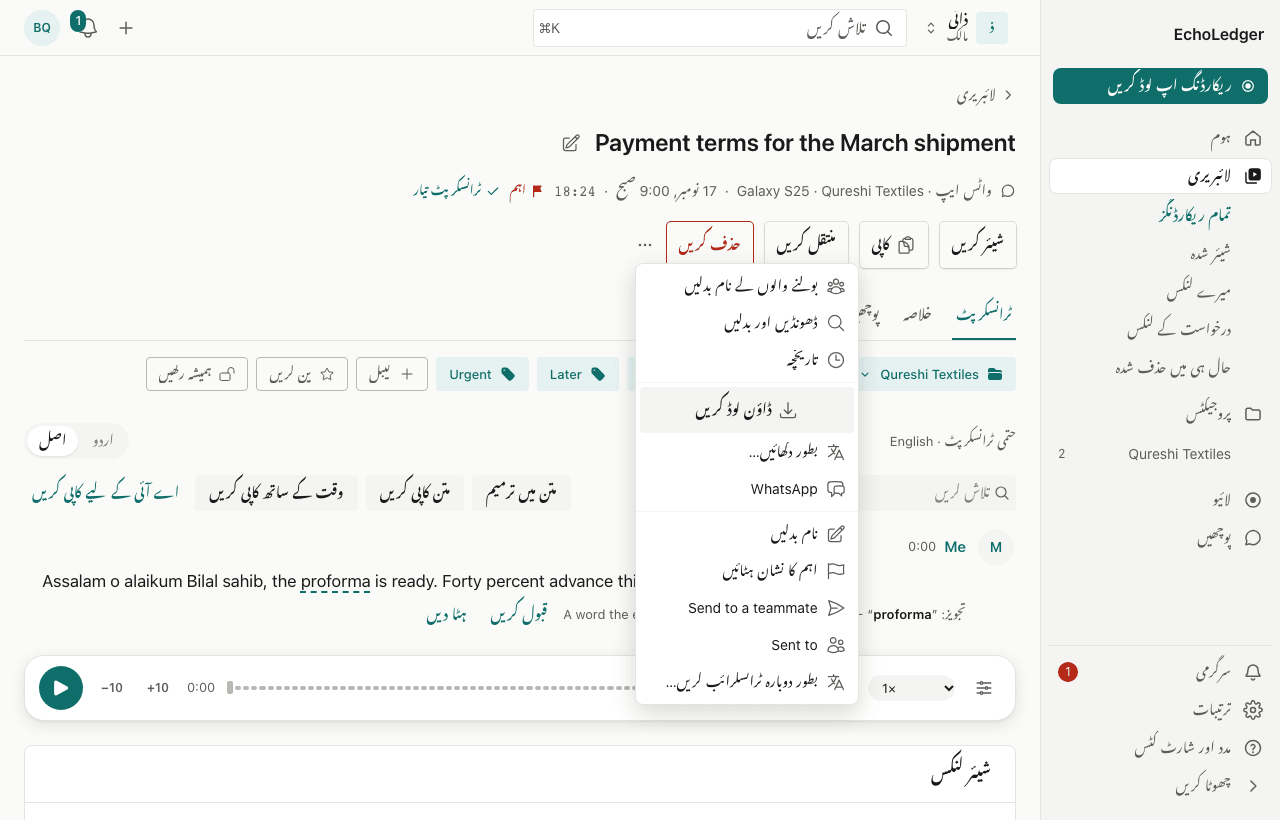 EchoLedger
ریکارڈنگ اپ لوڈ کریں
ہوم
لائبریری
تمام ریکارڈنگز
شیئر شدہ
میرے لنکس
درخواست کے لنکس
حال ہی میں حذف شدہ
پروجیکٹس
Qureshi Textiles 2
لائیو
پوچھیں
سرگرمی 1
ترتیبات
مدد اور شارٹ کٹس
چھوٹا کریں
ذ ذاتی
مالک
تلاش کریں ⌘K
1
BQ
لائبریری
Payment terms for the March shipment
واٹس ایپ · Galaxy S25 · Qureshi Textiles · 17 نومبر, 9:00 صبح · 18:24 اہم ٹرانسکرپٹ تیار
شیئر کریں کاپی منتقل کریں حذف کریں ...
ٹرانسکرپٹ خلاصہ
Qureshi Textiles Later Urgent لیبل پن کریں ہمیشہ رکھیں
حتمی ٹرانسکرپٹ · English
اردو اصل
تلاش کریں متن میں ترمیم متن کاپی کریں وقت کے ساتھ کاپی کریں اے آئی کے لیے کاپی کریں
M Me 0:00
Assalam o alaikum Bilal sahib, the proforma is ready. Forty percent advance thi
تجویز: "proforma" – A word the قبول کریں ہٹا دیں
−10 +10 0:00 1×
شیئر لنکس
بولنے والوں کے نام بدلیں
ڈھونڈیں اور بدلیں
تاریخچہ
ڈاؤن لوڈ کریں
بطور دکھائیں...
WhatsApp
نام بدلیں
اہم کا نشان ہٹائیں
Send to a teammate
Sent to
بطور دوبارہ ٹرانسکرائب کریں...